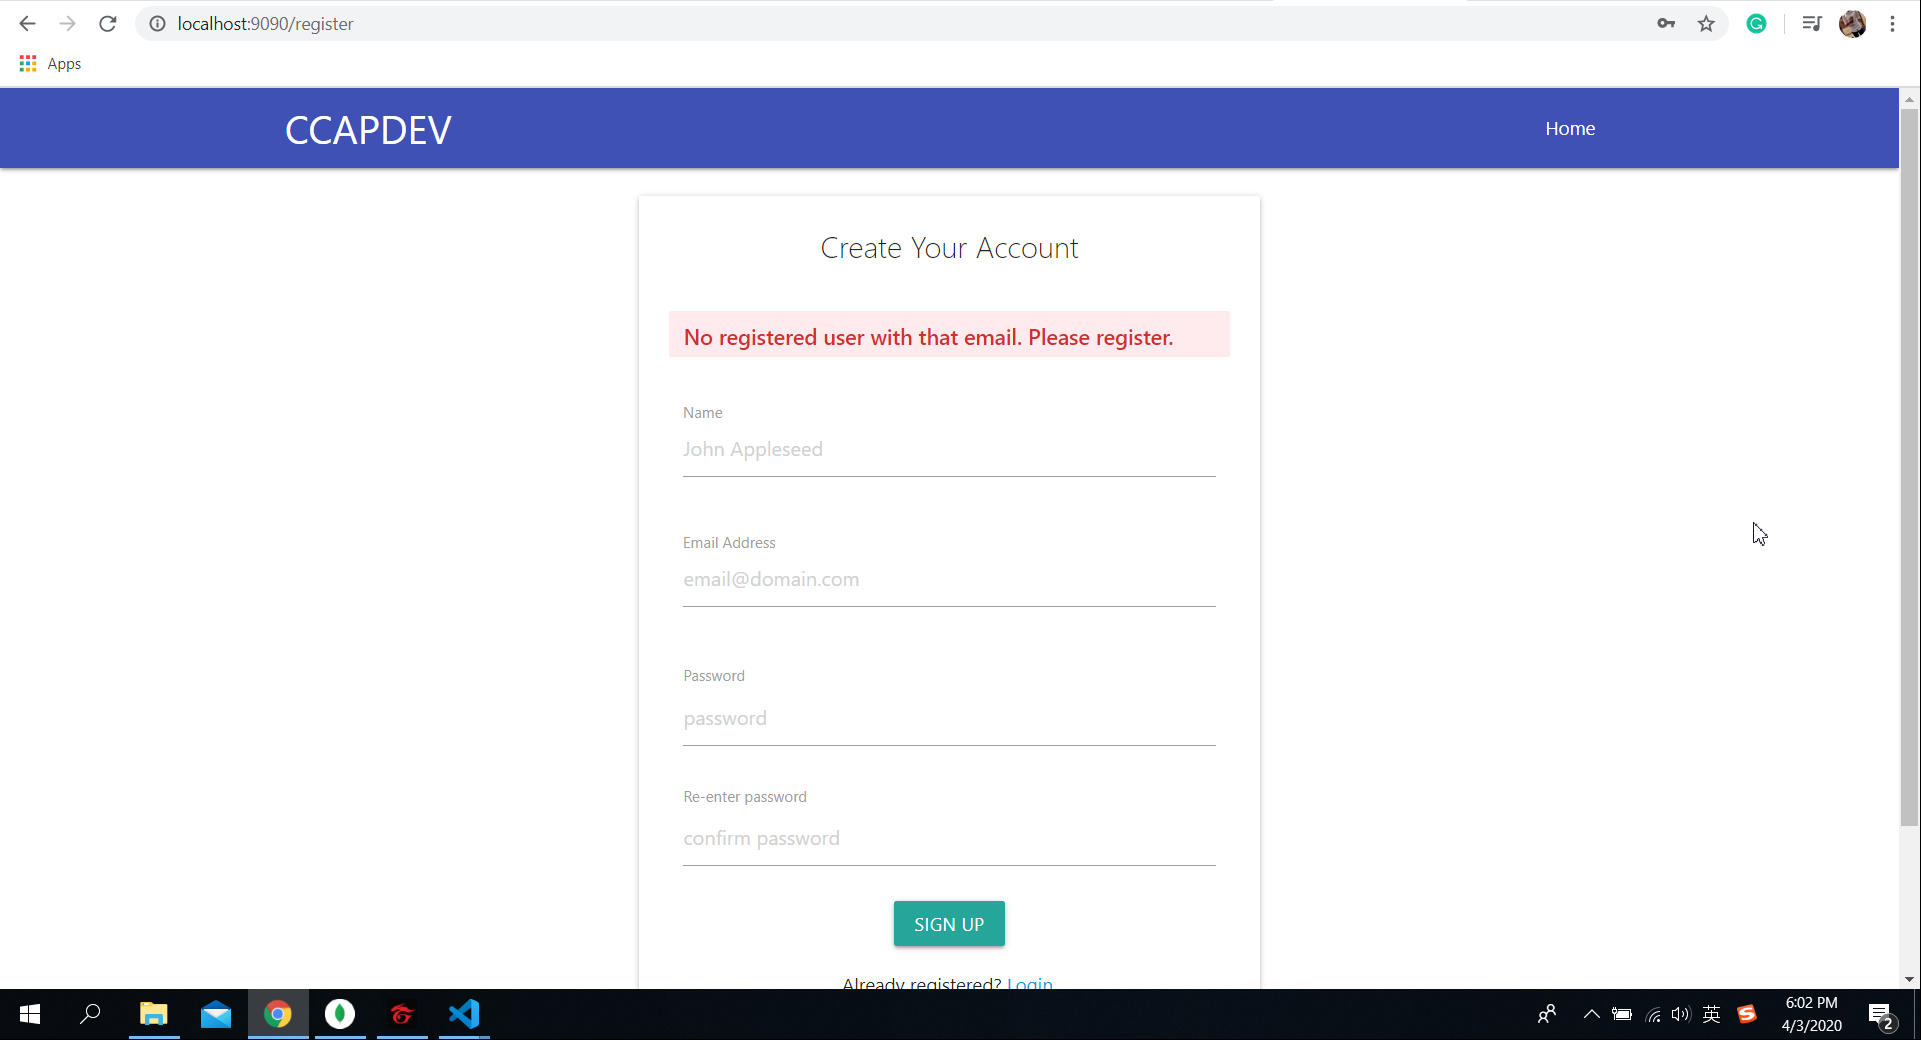 localhost:9090/register
Apps
CCAPDEV
Home
Create Your Account
No registered user with that email. Please register.
Name
John Appleseed
Email Address
email@domain.com
Password
password
Re-enter password
confirm password
SIGN UP
Already registered? Login
英
6:02 PM
4/3/2020
2